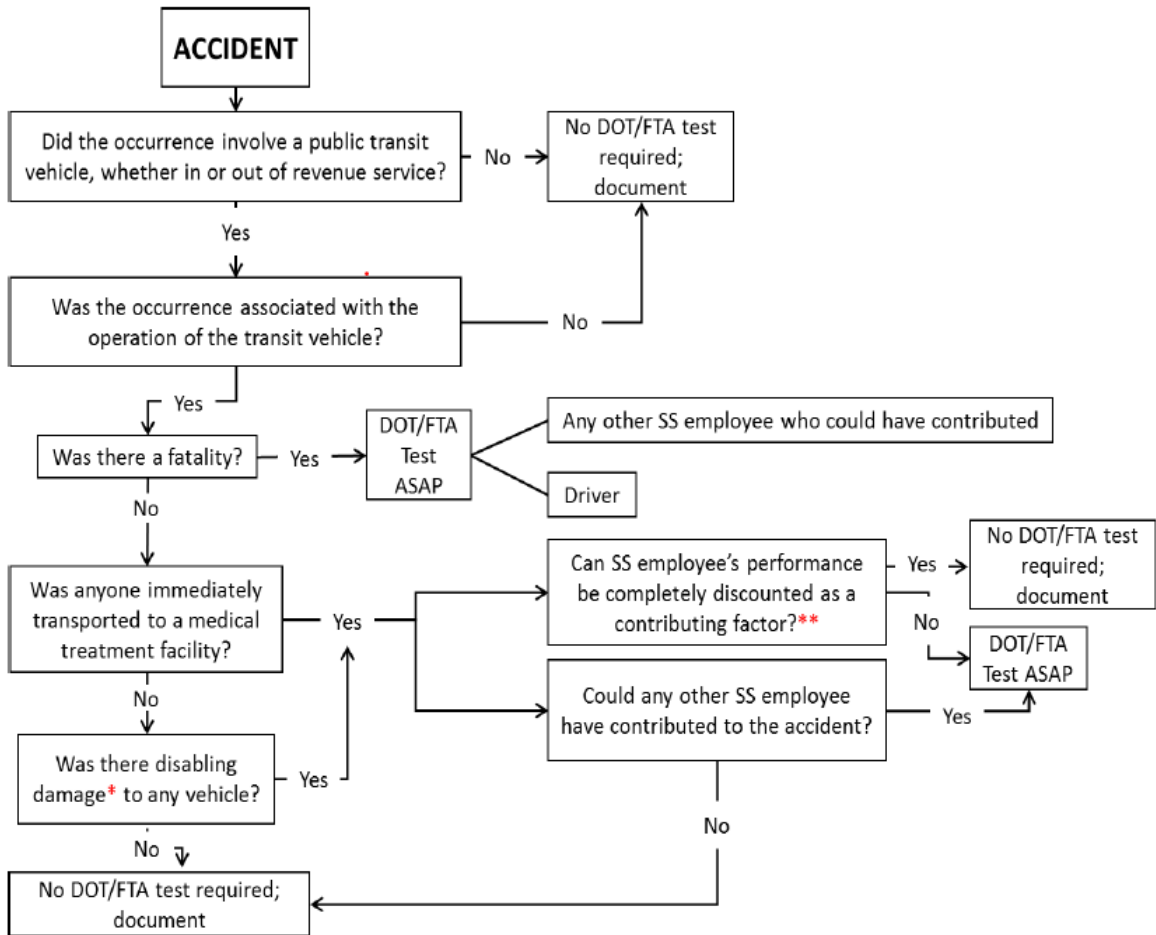 ACCIDENT
Did the occurrence involve a public transit
vehicle, whether in or out of revenue service?
No
No DOT/FTA test
required;
document
Yes
Was the occurrence associated with the
operation of the transit vehicle?
No
Yes
Was there a fatality?
Yes
DOT/FTA
Test
ASAP
Any other SS employee who could have contributed
Driver
No
Was anyone immediately
transported to a medical
treatment facility?
Yes
Can SS employee's performance
be completely discounted as a
contributing factor?**
Yes
No DOT/FTA test
required;
document
No
DOT/FTA
Test ASAP
Could any other SS employee
have contributed to the accident?
Yes
No
No
Was there disabling
damage* to any vehicle?
Yes
No
No DOT/FTA test required;
document